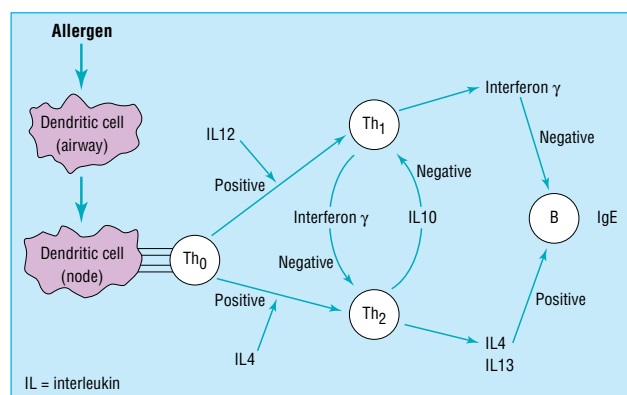 Allergen
Dendritic cell
(airway)
Dendritic cell
(node)
Th0
IL12
Positive
Positive
IL4
Th1
Interferon γ
Negative
Negative
IL10
Th2
Interferon γ
Negative
B
IgE
Positive
IL4
IL13
IL = interleukin